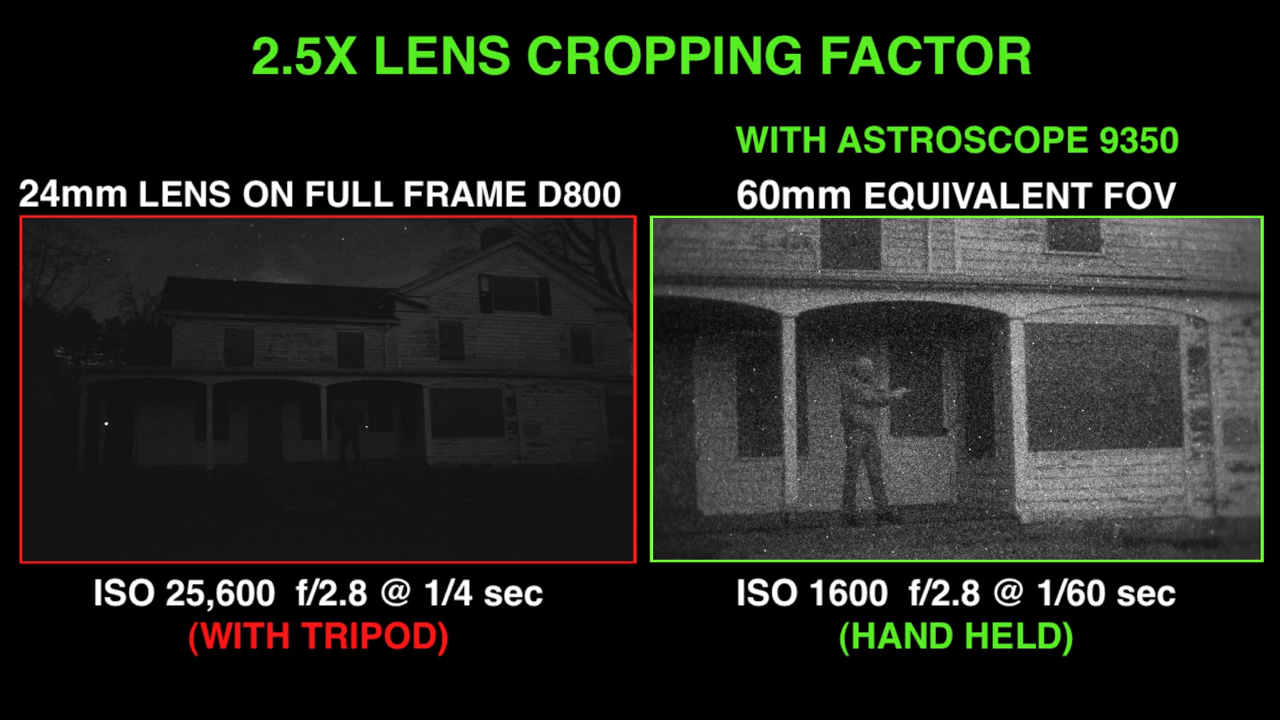 2.5X LENS CROPPING FACTOR
24mm LENS ON FULL FRAME D800
ISO 25,600 f/2.8 @ 1/4 sec
(WITH TRIPOD)
WITH ASTROSCOPE 9350
60mm EQUIVALENT FOV
ISO 1600 f/2.8 @ 1/60 sec
(HAND HELD)